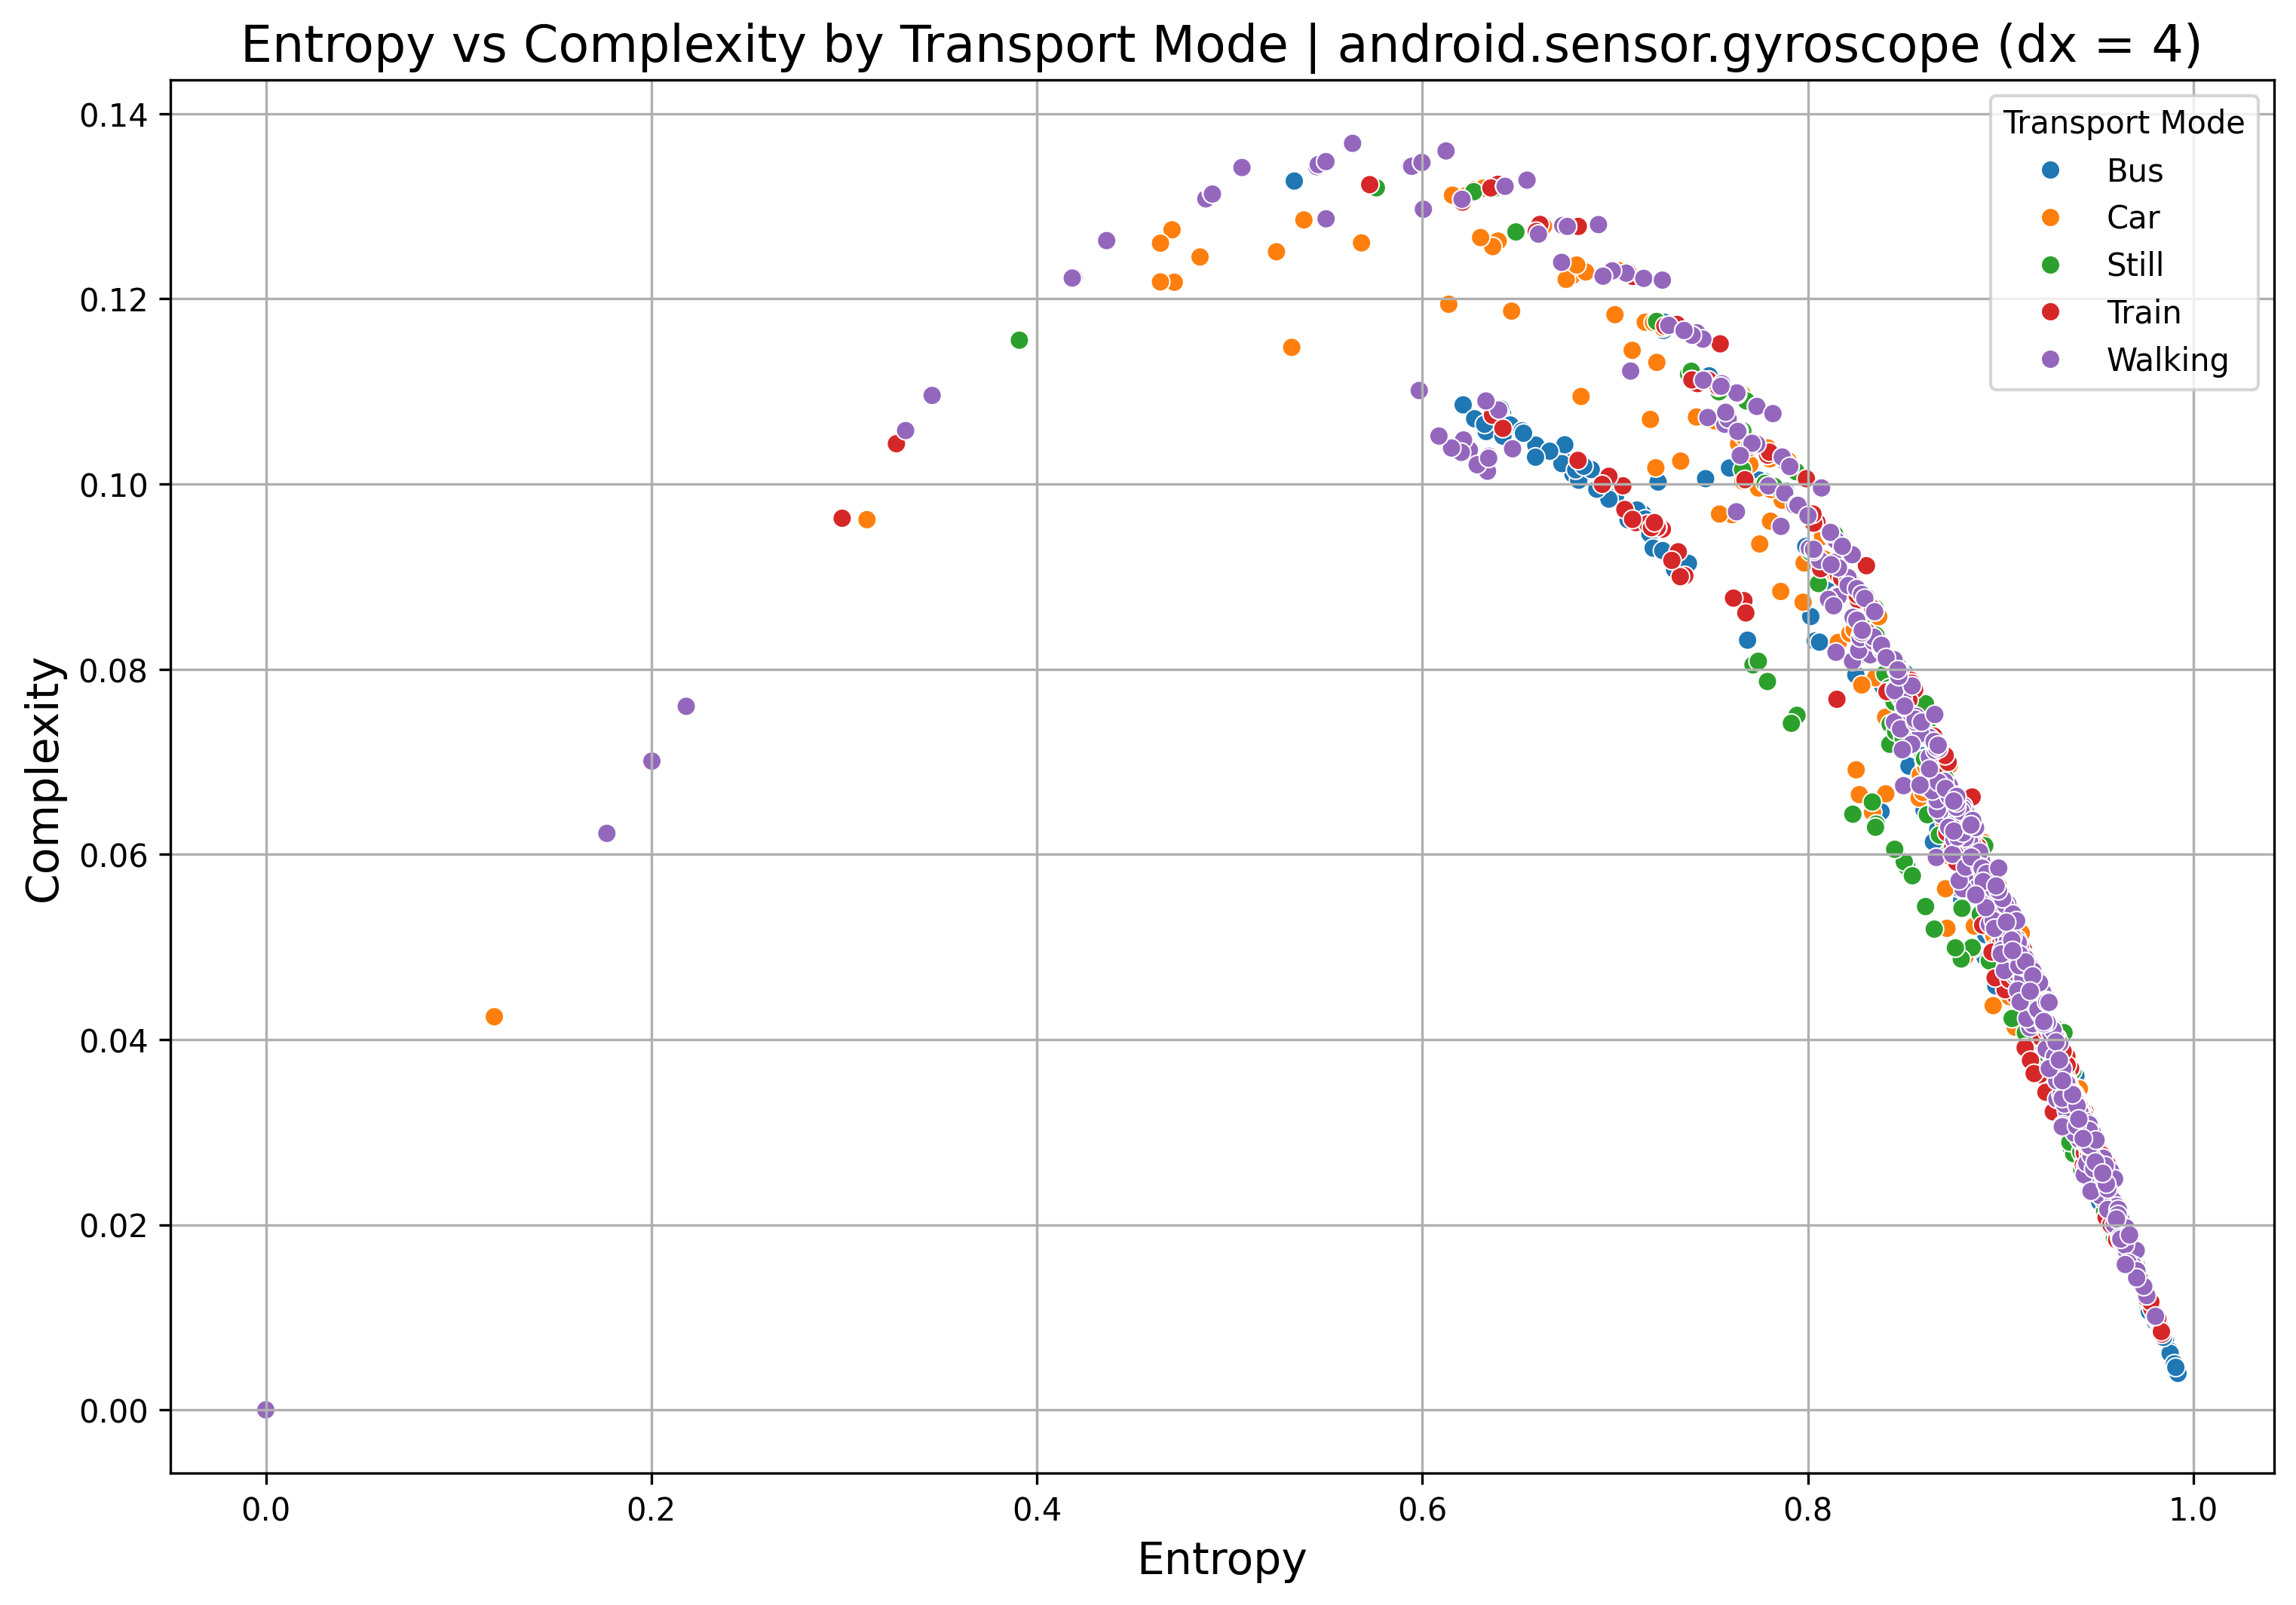 Entropy vs Complexity by Transport Mode | android.sensor.gyroscope (dx = 4)
Transport Mode
Bus
Car
Still
Train
Walking
Complexity
0.14
0.12
0.10
0.08
0.06
0.04
0.02
0.00
0.0 0.2 0.4 0.6 0.8 1.0
Entropy